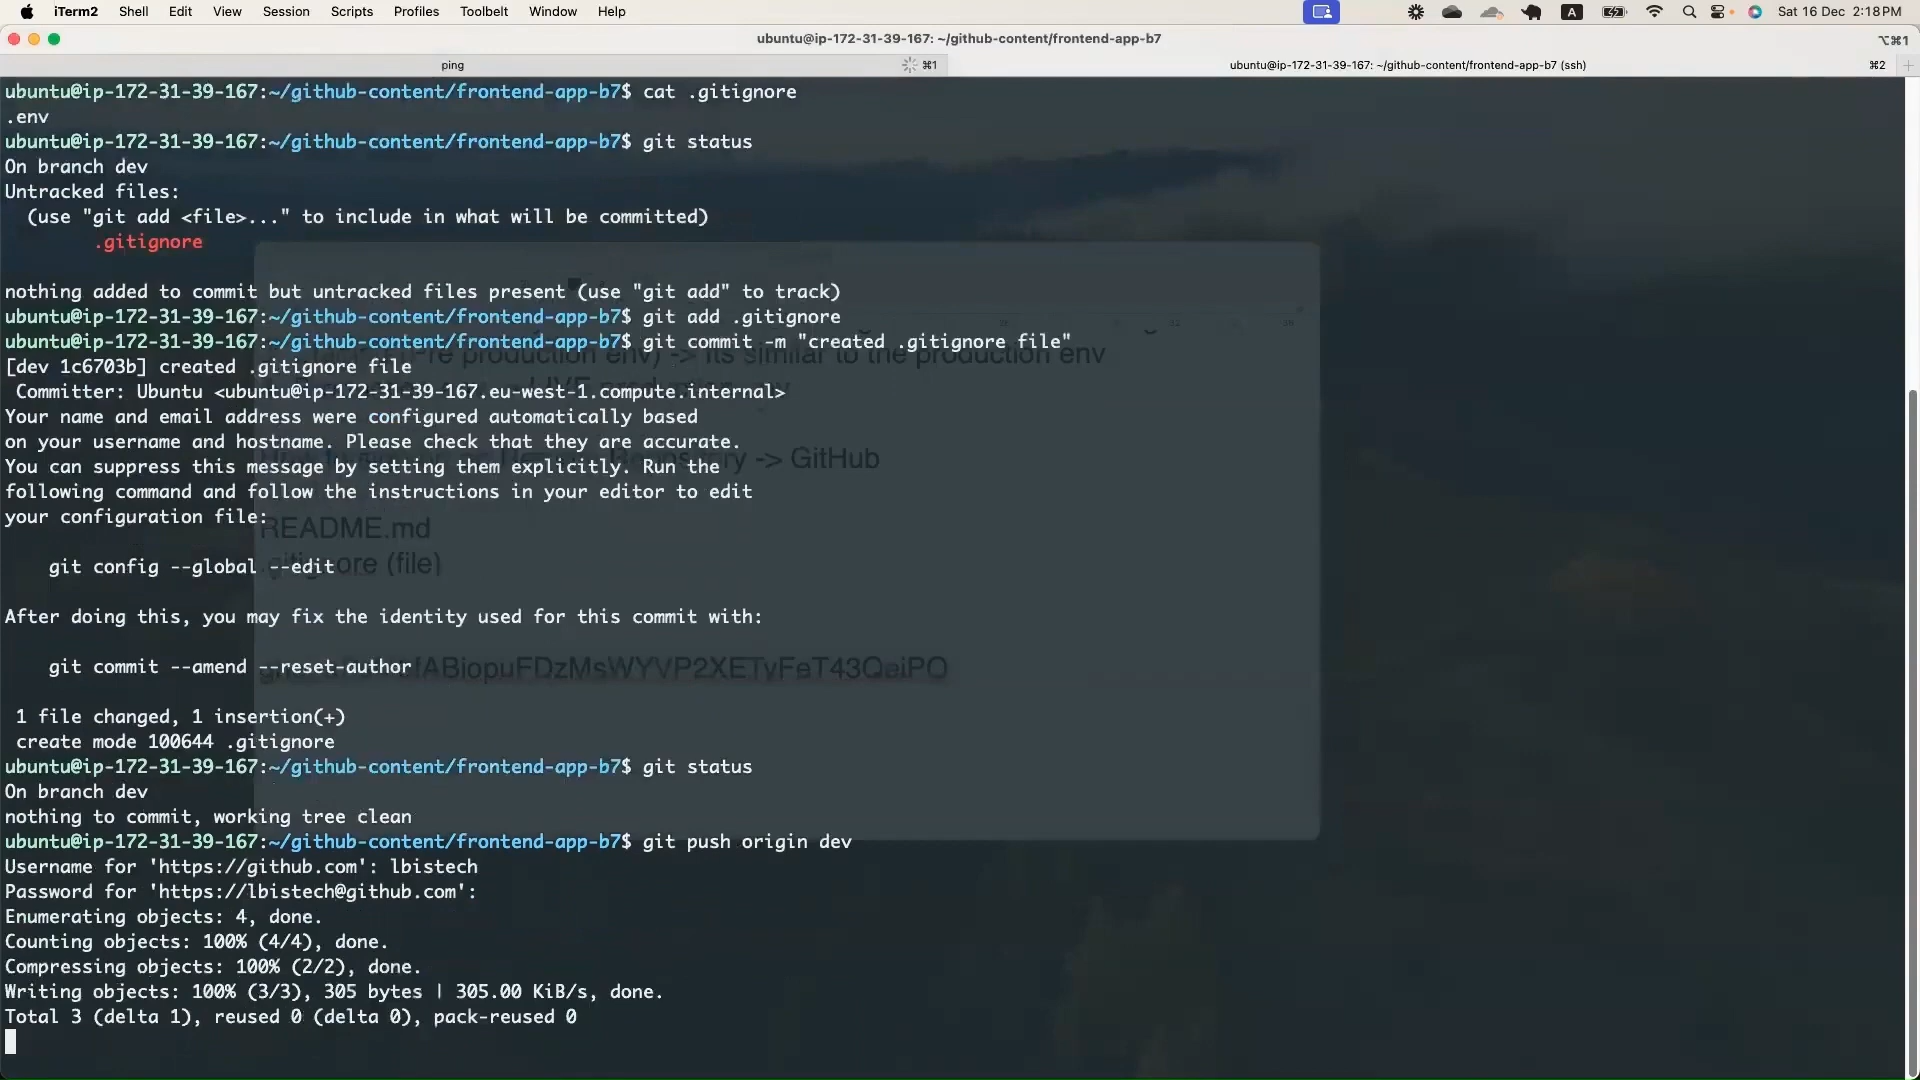 iTerm2 Shell Edit View Session Scripts Profiles Toolbelt Window Help A Sat 16 Dec 2:18 PM
ubuntu@ip-172-31-39-167: ~/github-content/frontend-app-b7 ⌥⌘1
ping ⌘1 ubuntu@ip-172-31-39-167: ~/github-content/frontend-app-b7 (ssh) ⌘2
ubuntu@ip-172-31-39-167:~/github-content/frontend-app-b7$ cat .gitignore
.env
ubuntu@ip-172-31-39-167:~/github-content/frontend-app-b7$ git status
On branch dev
Untracked files:
(use "git add <file>..." to include in what will be committed)
.gitignore
nothing added to commit but untracked files present (use "git add" to track)
ubuntu@ip-172-31-39-167:~/github-content/frontend-app-b7$ git add .gitignore
ubuntu@ip-172-31-39-167:~/github-content/frontend-app-b7$ git commit -m "created .gitignore file"
production env) -> its similar to the production env
[dev 1c6703b] created .gitignore file
Committer: Ubuntu <ubuntu@ip-172-31-39-167.eu-west-1.compute.internal>
Your name and email address were configured automatically based
on your username and hostname. Please check that they are accurate.
-> GitHub
You can suppress this message by setting them explicitly. Run the
following command and follow the instructions in your editor to edit
your configuration file:
README.md
.gitignore (file)
git config --global --edit
After doing this, you may fix the identity used for this commit with:
git commit --amend --reset-author
1 file changed, 1 insertion(+)
create mode 100644 .gitignore
ubuntu@ip-172-31-39-167:~/github-content/frontend-app-b7$ git status
On branch dev
nothing to commit, working tree clean
ubuntu@ip-172-31-39-167:~/github-content/frontend-app-b7$ git push origin dev
Username for 'https://github.com': lbistech
Password for 'https://lbistech@github.com':
Enumerating objects: 4, done.
Counting objects: 100% (4/4), done.
Compressing objects: 100% (2/2), done.
Writing objects: 100% (3/3), 305 bytes | 305.00 KiB/s, done.
Total 3 (delta 1), reused 0 (delta 0), pack-reused 0